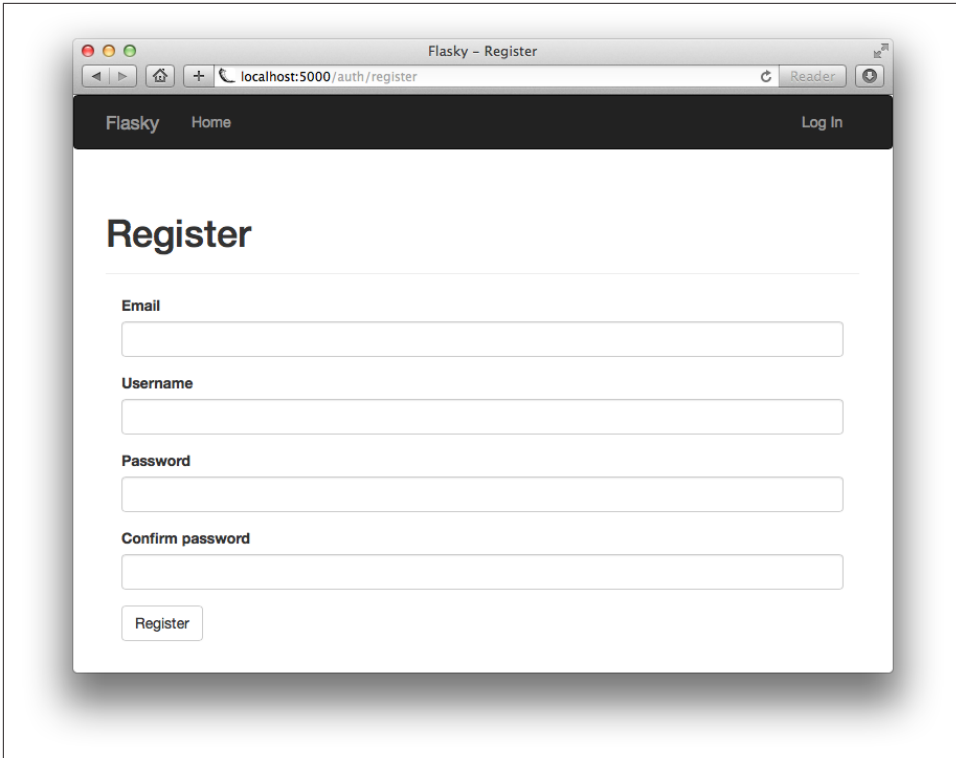 Flasky – Register
localhost:5000/auth/register
Reader
Flasky Home Log In
Register
Email
Username
Password
Confirm password
Register